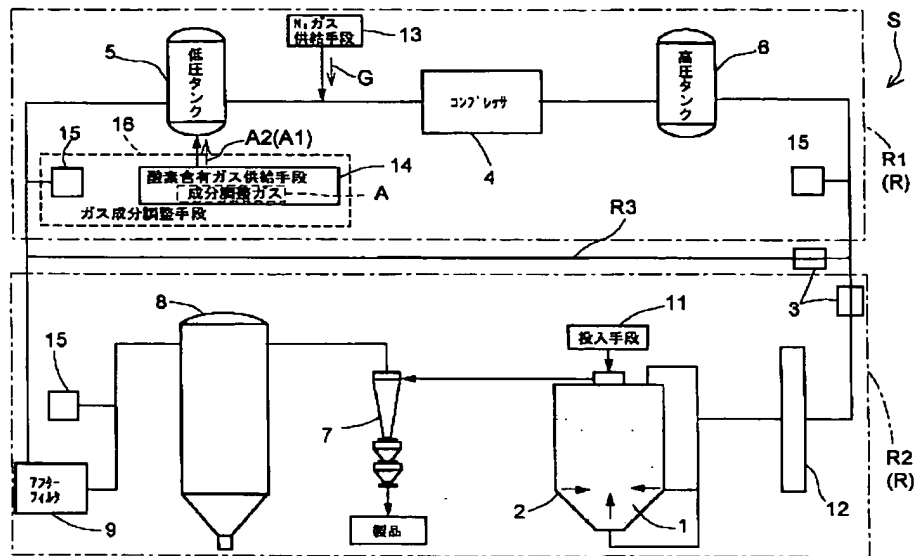 N₂ガス
供給手段
13
S
5
低圧タンク
G
コンプレッサ
4
高圧タンク
6
16
A2(A1)
15
酸素含有ガス供給手段
14
成分調整ガス
A
ガス成分調整手段
15
R1
(R)
R3
3
8
11
投入手段
15
7
2
1
12
R2
(R)
アフター
フィルタ
9
製品